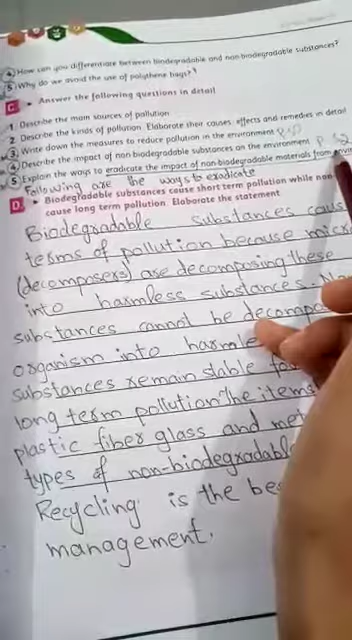 ④ How can you differentiate between biodegradable and non-biodegradable substances?
⑤ Why do we avoid the use of polythene bags?
C. Answer the following questions in detail
1. Describe the main sources of pollution.
2. Describe the kinds of pollution. Elaborate their causes, effects and remedies in detail
③ Write down the measures to reduce pollution in the environment
④ Describe the impact of non-biodegradable substances on the environment
⑤ Explain the ways to eradicate the impact of non-biodegradable materials from
Following are the ways to eradicate
D. Biodegradable substances cause short term pollution while non
cause long term pollution. Elaborate the statement
Biodegradable substances caus
terms of pollution because micr
(decomposers) are decomposing these
into harmless substances.
substances cannot be decompo
organism into harmle
substances remain stable
long term pollution The items
plastic fiber glass and met
types of non-biodegradable
Recycling is the be
management.